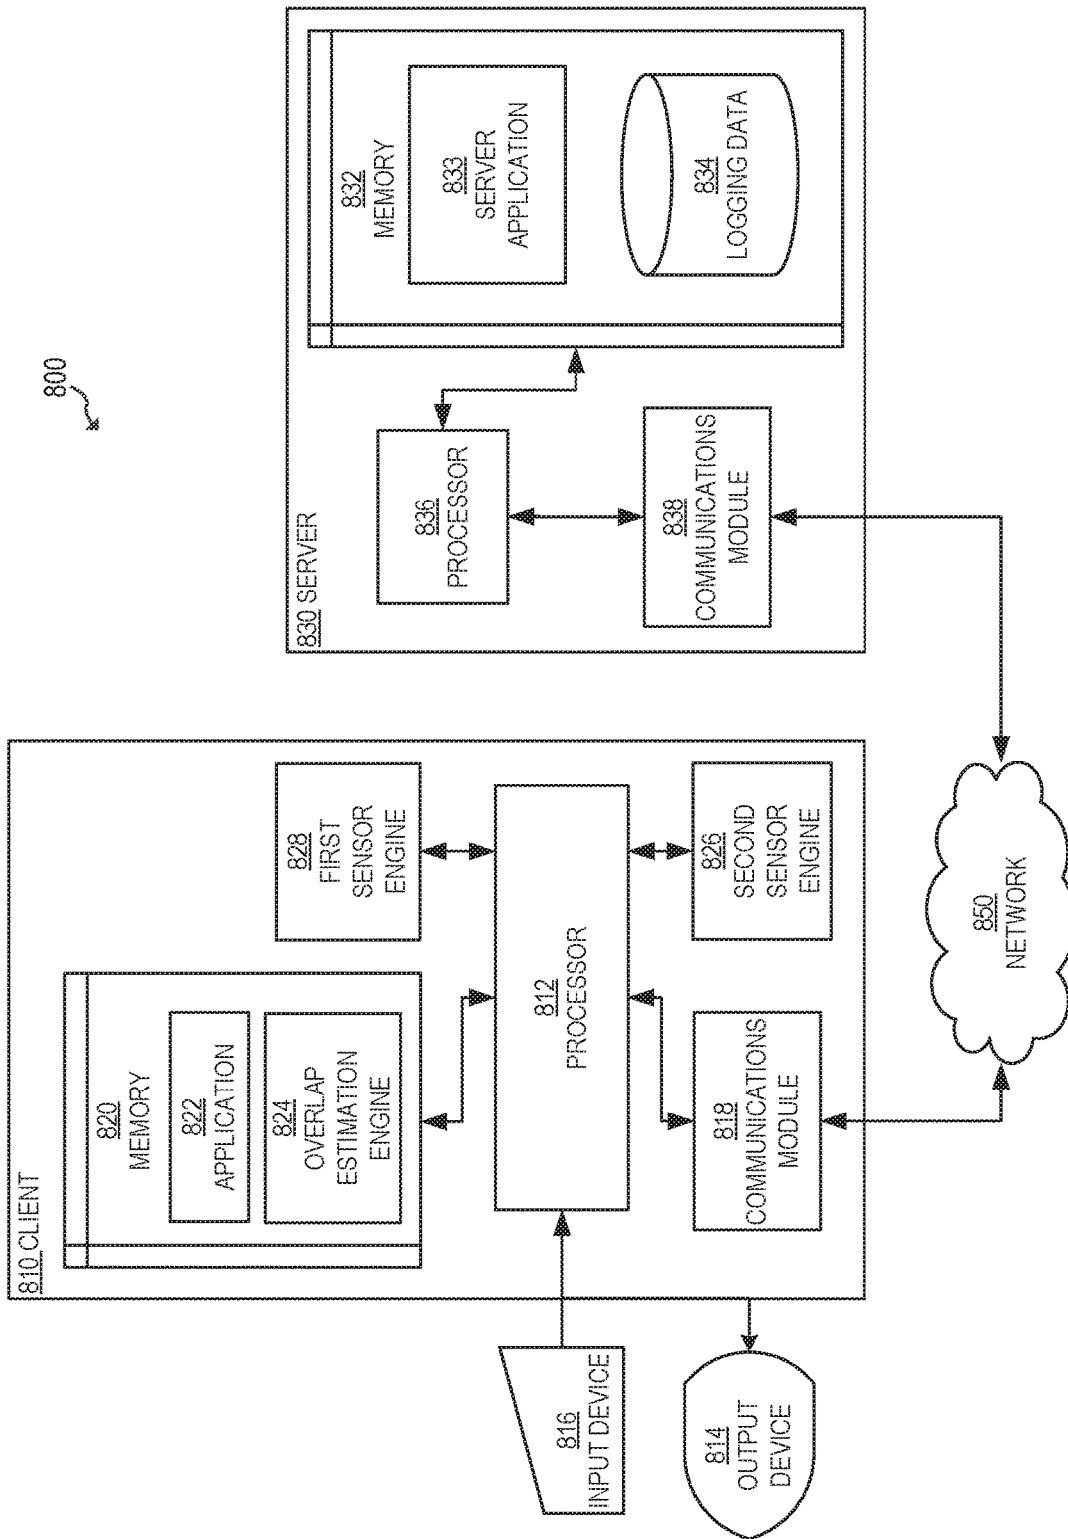 800
810 CLIENT
820
MEMORY
822
APPLICATION
824
OVERLAP
ESTIMATION
ENGINE
828
FIRST
SENSOR
ENGINE
816
INPUT DEVICE
812
PROCESSOR
814
OUTPUT
DEVICE
818
COMMUNICATIONS
MODULE
826
SECOND
SENSOR
ENGINE
850
NETWORK
830 SERVER
836
PROCESSOR
838
COMMUNICATIONS
MODULE
832
MEMORY
833
SERVER
APPLICATION
834
LOGGING DATA